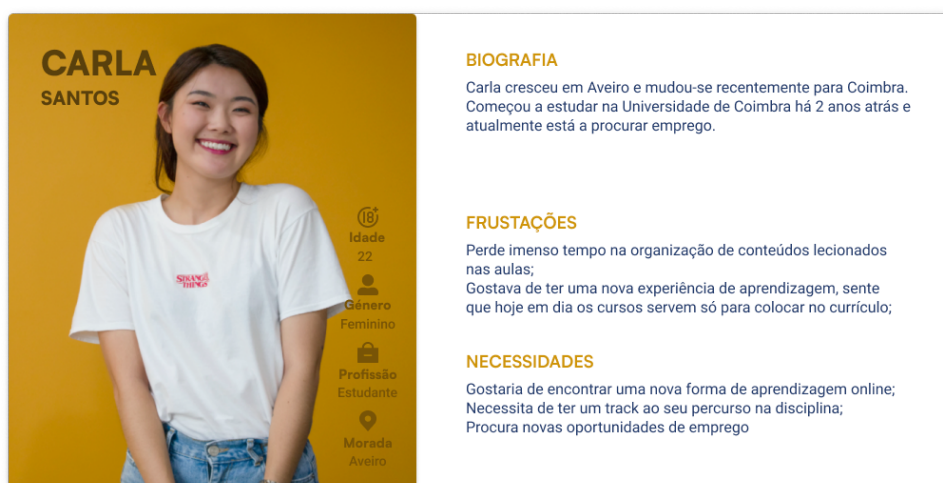 CARLA
SANTOS
STRANGER
THINGS
18+
Idade
22
Género
Feminino
Profissão
Estudante
Morada
Aveiro
BIOGRAFIA
Carla cresceu em Aveiro e mudou-se recentemente para Coimbra.
Começou a estudar na Universidade de Coimbra há 2 anos atrás e
atualmente está a procurar emprego.
FRUSTAÇÕES
Perde imenso tempo na organização de conteúdos lecionados
nas aulas;
Gostava de ter uma nova experiência de aprendizagem, sente
que hoje em dia os cursos servem só para colocar no currículo;
NECESSIDADES
Gostaria de encontrar uma nova forma de aprendizagem online;
Necessita de ter um track ao seu percurso na disciplina;
Procura novas oportunidades de emprego